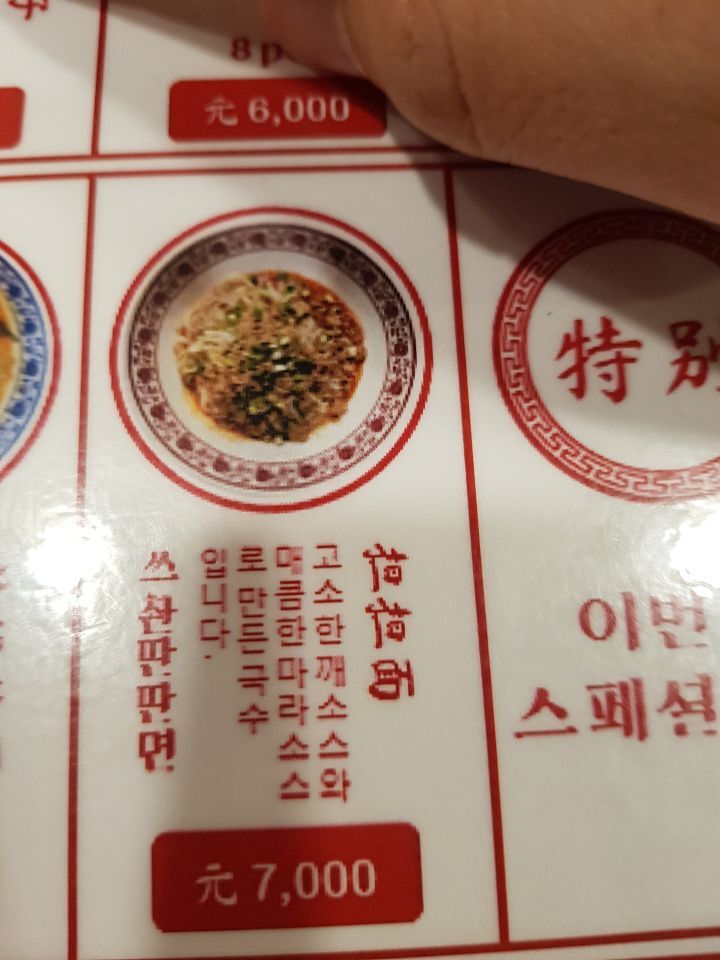 元 6,000
担担面
고소한깨소스와
매콤한마라소스
로만든국수
입니다.
쓰촨딴딴면
元 7,000
特别
이번
스페셜